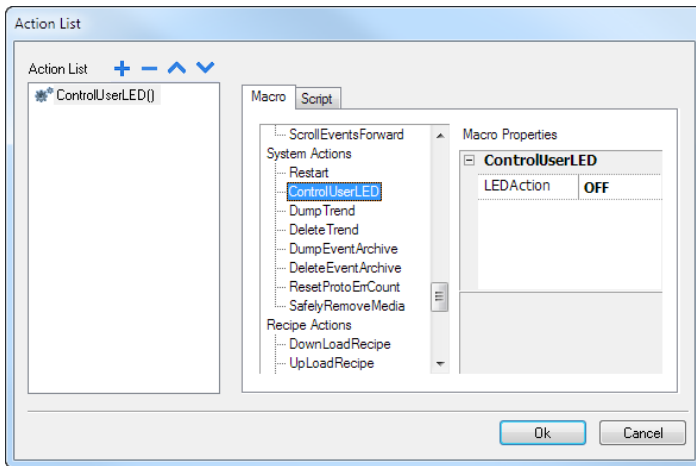 Action List
Action List
ControlUserLED()
Macro
Script
ScrollEventsForward
System Actions
Restart
ControlUserLED
DumpTrend
DeleteTrend
DumpEventArchive
DeleteEventArchive
ResetProtoErrCount
SafelyRemoveMedia
Recipe Actions
DownLoadRecipe
UpLoadRecipe
Macro Properties
ControlUserLED
LEDAction OFF
Ok
Cancel